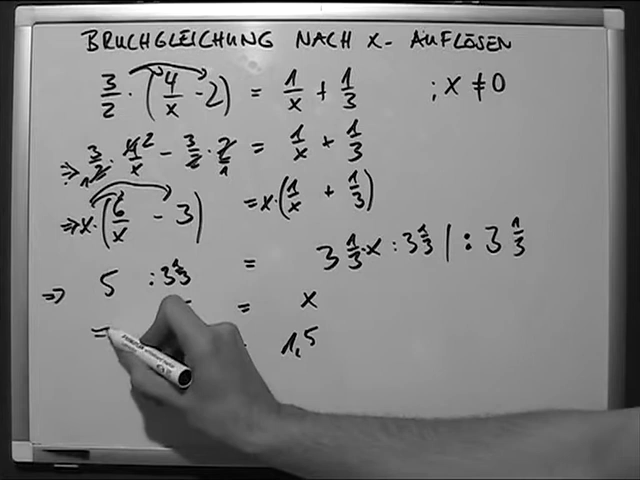 BRUCHGLEICHUNG NACH X- AUFLÖSEN
3/2 · (4/x - 2) = 1/x + 1/3 ; x ≠ 0
=> 3/2 · 4²/x - 3/2 · 2/1 = 1/x + 1/3
=> x · (6/x - 3) = x · (1/x + 1/3)
=> 5 : 3 1/3 = 3 1/3 · x : 3 1/3 | : 3 1/3
= x
= 1,5